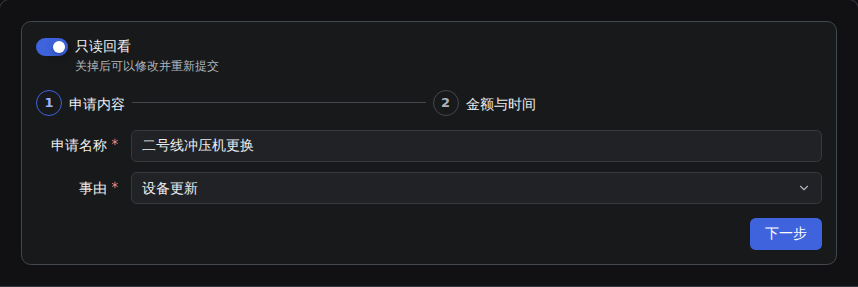 只读回看
关掉后可以修改并重新提交
1 申请内容 2 金额与时间
申请名称 * 二号线冲压机更换
事由 * 设备更新
下一步